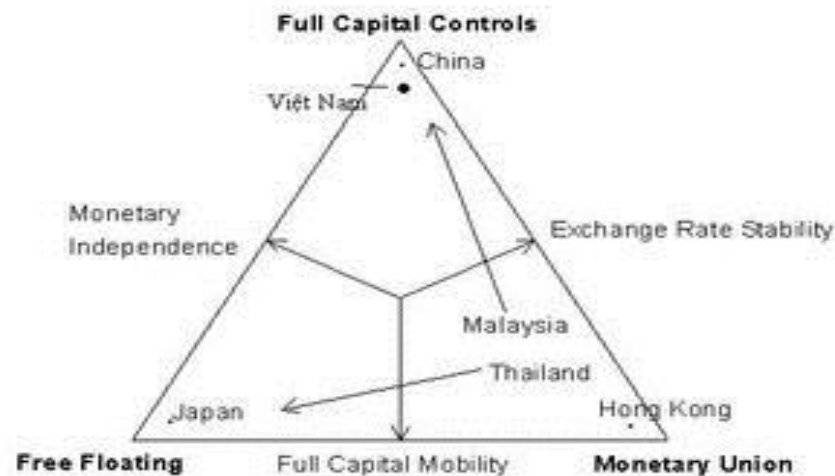 Full Capital Controls
China
Việt Nam
Monetary
Independence
Exchange Rate Stability
Malaysia
Thailand
Japan
Hong Kong
Free Floating
Full Capital Mobility
Monetary Union